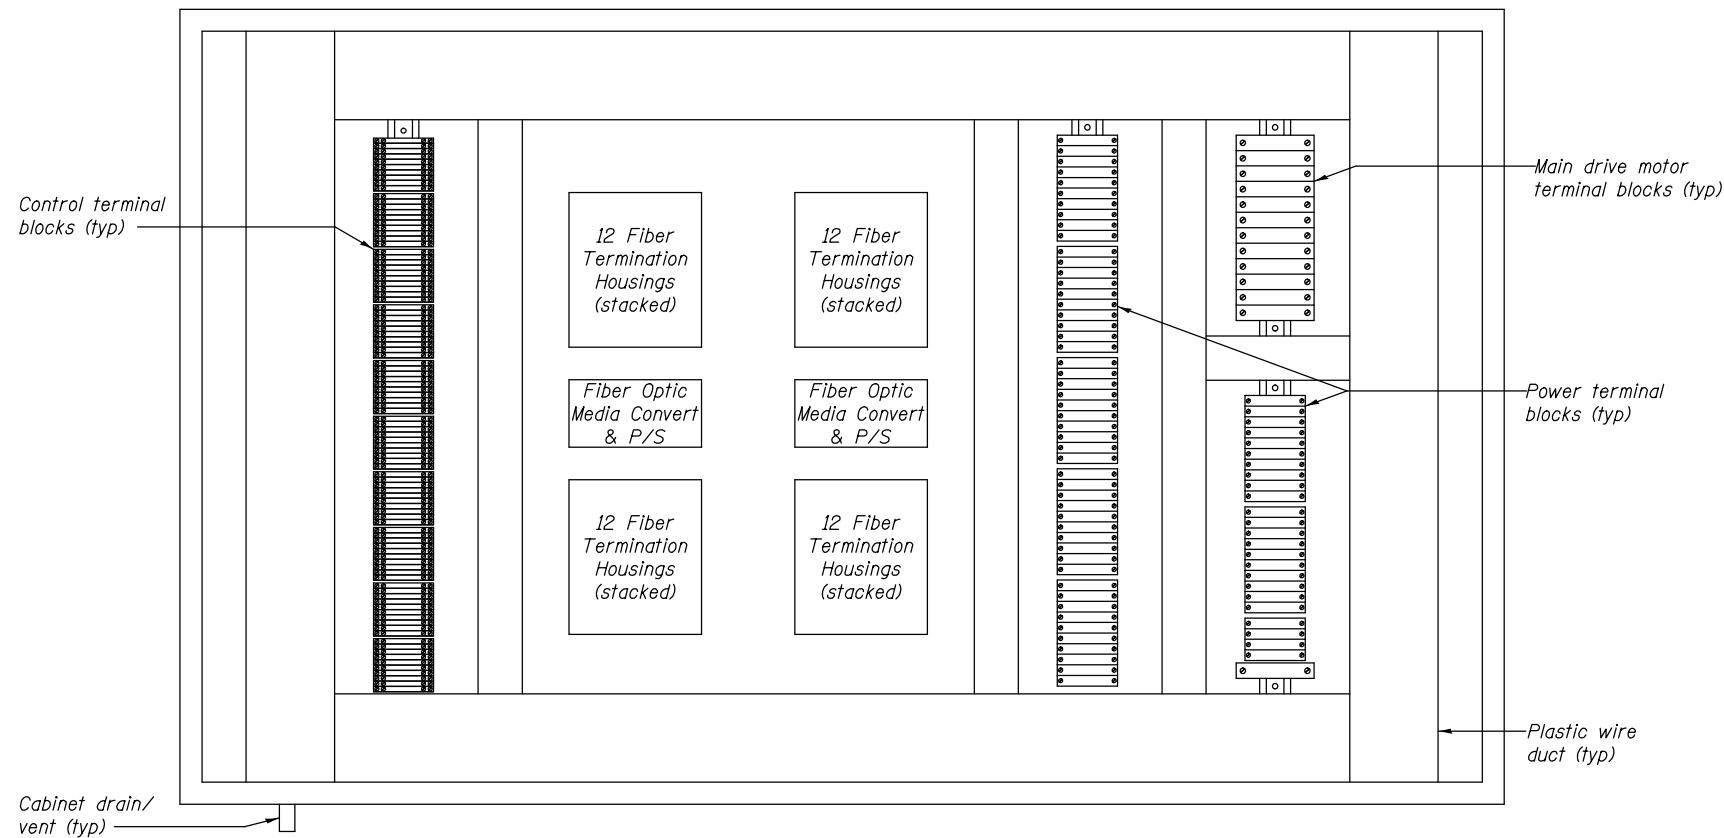 Control terminal
blocks (typ)
12 Fiber
Termination
Housings
(stacked)
12 Fiber
Termination
Housings
(stacked)
Fiber Optic
Media Convert
& P/S
Fiber Optic
Media Convert
& P/S
12 Fiber
Termination
Housings
(stacked)
12 Fiber
Termination
Housings
(stacked)
Main drive motor
terminal blocks (typ)
Power terminal
blocks (typ)
Plastic wire
duct (typ)
Cabinet drain/
vent (typ)